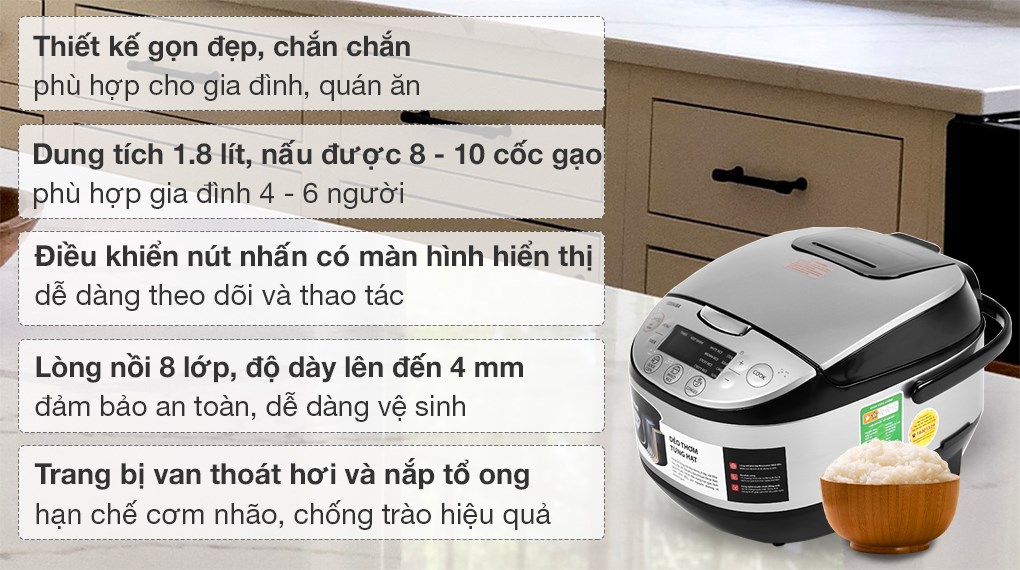 Thiết kế gọn đẹp, chắn chắn
phù hợp cho gia đình, quán ăn
Dung tích 1.8 lít, nấu được 8 - 10 cốc gạo
phù hợp gia đình 4 - 6 người
Điều khiển nút nhấn có màn hình hiển thị
dễ dàng theo dõi và thao tác
Lòng nồi 8 lớp, độ dày lên đến 4 mm
đảm bảo an toàn, dễ dàng vệ sinh
Trang bị van thoát hơi và nắp tổ ong
hạn chế cơm nhão, chống trào hiệu quả
COOK
DẺO THƠM
TỪNG HẠT